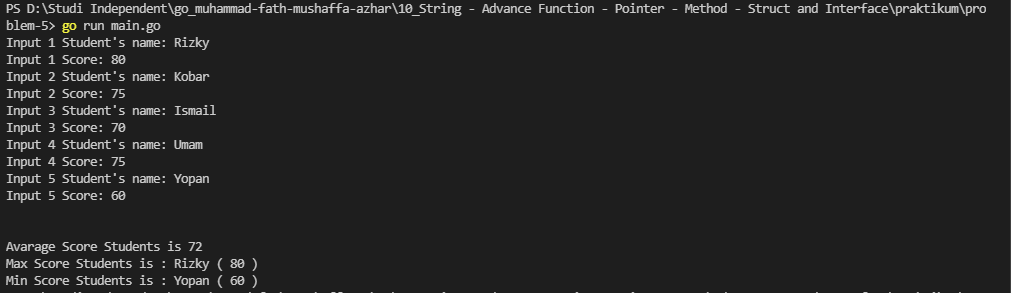 PS D:\Studi Independent\go_muhammad-fath-mushaffa-azhar\10_String - Advance Function - Pointer - Method - Struct and Interface\praktikum\pro
blem-5> go run main.go
Input 1 Student's name: Rizky
Input 1 Score: 80
Input 2 Student's name: Kobar
Input 2 Score: 75
Input 3 Student's name: Ismail
Input 3 Score: 70
Input 4 Student's name: Umam
Input 4 Score: 75
Input 5 Student's name: Yopan
Input 5 Score: 60
Avarage Score Students is 72
Max Score Students is : Rizky ( 80 )
Min Score Students is : Yopan ( 60 )